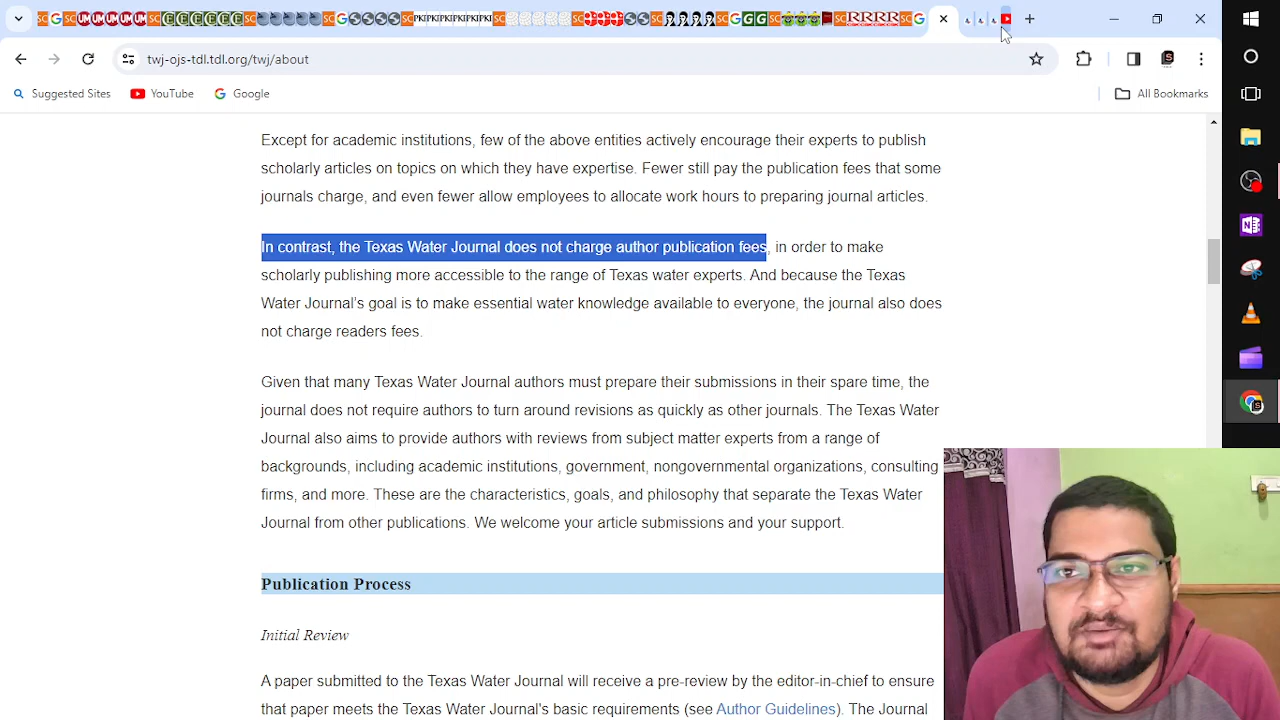 twj-ojs-tdl.tdl.org/twj/about
Suggested Sites
YouTube
Google
All Bookmarks
Except for academic institutions, few of the above entities actively encourage their experts to publish
scholarly articles on topics on which they have expertise. Fewer still pay the publication fees that some
journals charge, and even fewer allow employees to allocate work hours to preparing journal articles.
In contrast, the Texas Water Journal does not charge author publication fees, in order to make
scholarly publishing more accessible to the range of Texas water experts. And because the Texas
Water Journal’s goal is to make essential water knowledge available to everyone, the journal also does
not charge readers fees.
Given that many Texas Water Journal authors must prepare their submissions in their spare time, the
journal does not require authors to turn around revisions as quickly as other journals. The Texas Water
Journal also aims to provide authors with reviews from subject matter experts from a range of
backgrounds, including academic institutions, government, nongovernmental organizations, consulting
firms, and more. These are the characteristics, goals, and philosophy that separate the Texas Water
Journal from other publications. We welcome your article submissions and your support.
Publication Process
Initial Review
A paper submitted to the Texas Water Journal will receive a pre-review by the editor-in-chief to ensure
that paper meets the Texas Water Journal's basic requirements (see Author Guidelines). The Journal